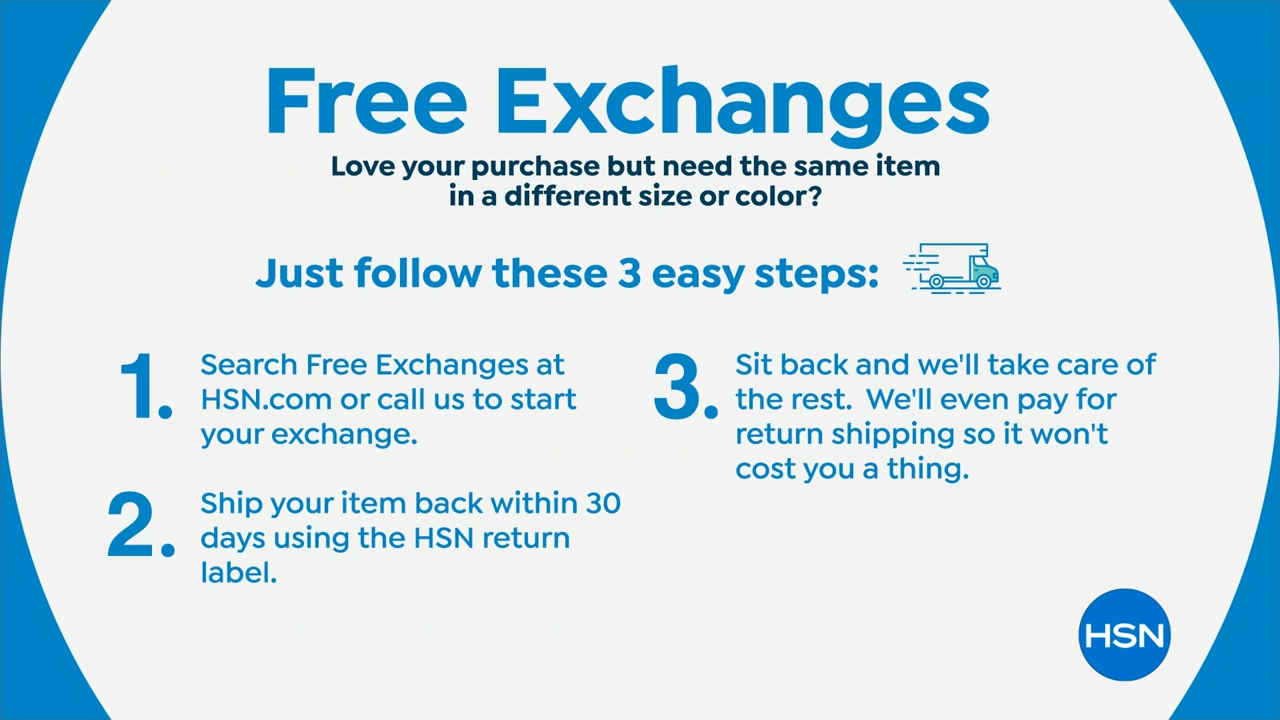 Free Exchanges
Love your purchase but need the same item
in a different size or color?
Just follow these 3 easy steps:
1. Search Free Exchanges at
HSN.com or call us to start
your exchange.
2. Ship your item back within 30
days using the HSN return
label.
3. Sit back and we'll take care of
the rest.  We'll even pay for
return shipping so it won't
cost you a thing.
HSN